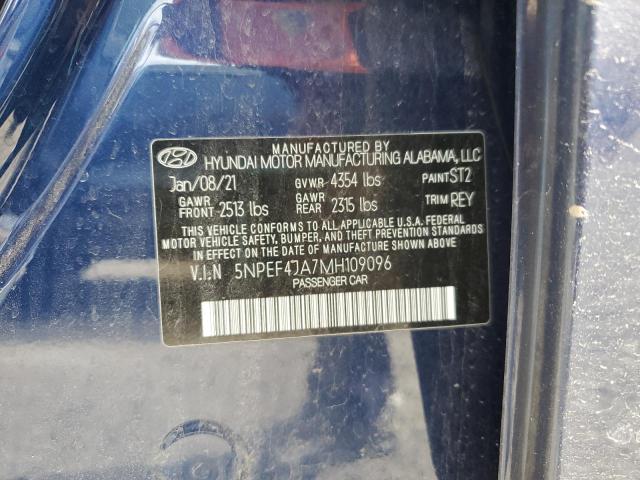 MANUFACTURED BY
HYUNDAI MOTOR MANUFACTURING ALABAMA, LLC
Jan/08/21 GVWR 4354 lbs PAINT ST2
GAWR FRONT 2513 lbs GAWR REAR 2315 lbs TRIM REY
THIS VEHICLE CONFORMS TO ALL APPLICABLE U.S.A. FEDERAL
MOTOR VEHICLE SAFETY, BUMPER, AND THEFT PREVENTION
STANDARDS IN EFFECT ON THE DATE OF MANUFACTURE SHOWN ABOVE.
V.I.N 5NPEF4JA7MH109096
PASSENGER CAR